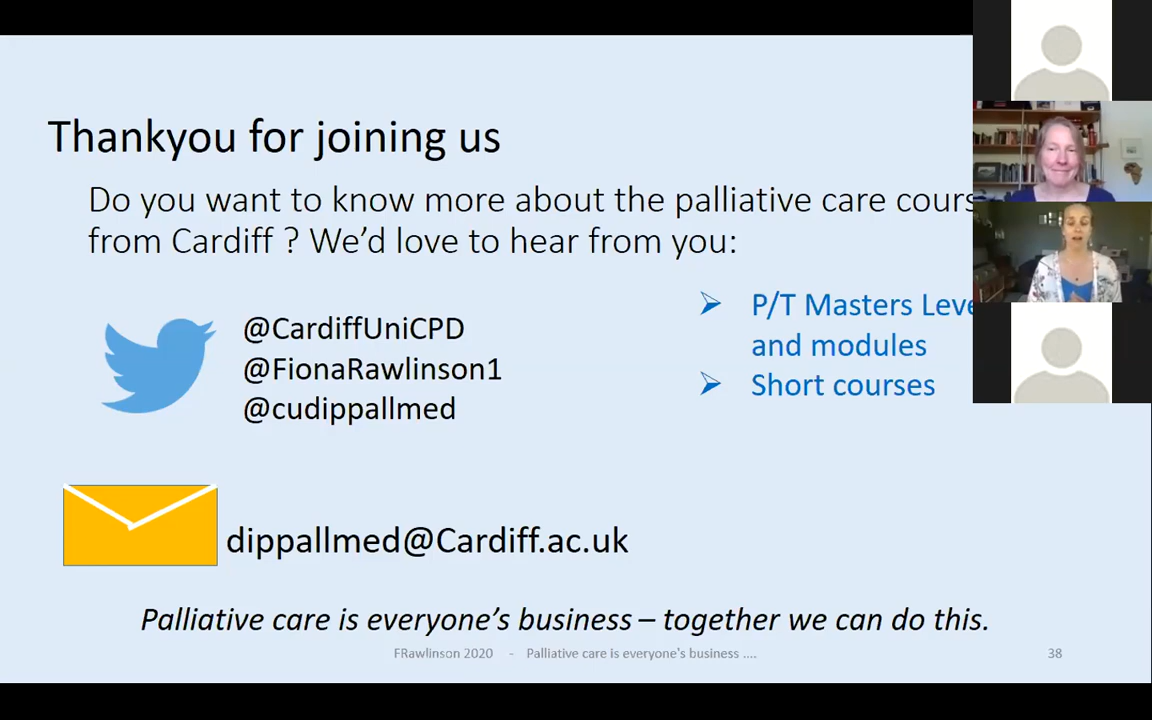 Thankyou for joining us
Do you want to know more about the palliative care
from Cardiff ? We’d love to hear from you:
@CardiffUniCPD
@FionaRawlinson1
@cudippallmed
P/T Masters
and modules
Short courses
dippallmed@Cardiff.ac.uk
Palliative care is everyone’s business – together we can do this.
FRawlinson 2020 - Palliative care is everyone's business ....
38